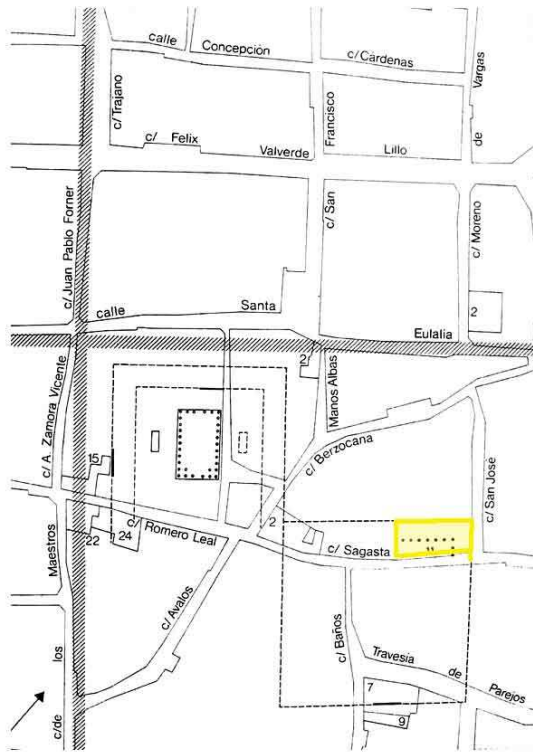 calle
Concepción
c/Cárdenas
Vargas
de
c/Moreno
c/Trajano
c/
Felix
Valverde
Lillo
Francisco
San
c/
c/Juan Pablo Forner
calle
Santa
Eulalia
2
2
Manos Albas
c/A. Zamora Vicente
c/Berzocana
c/San José
15
22
24
c/
Romero Leal
2
c/
Sagasta
11
Maestros
los
c/de
c/Avalos
c/Baños
Travesia
de
Parejos
7
9